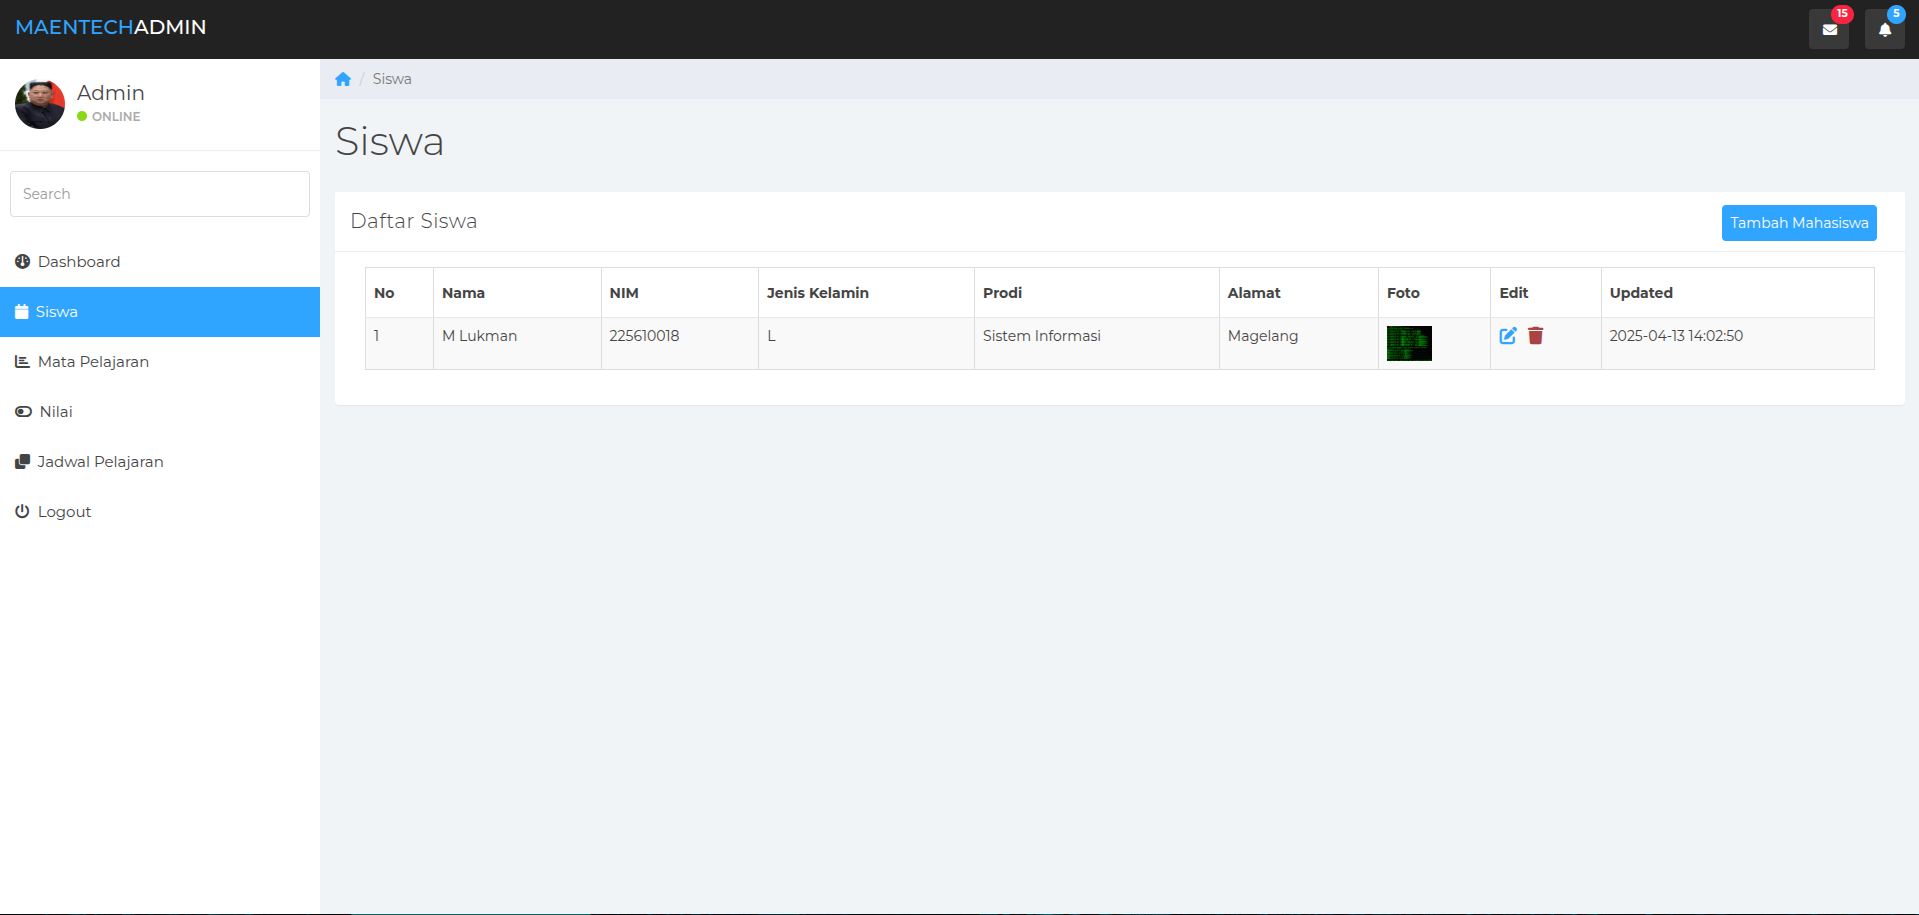 MAENTECHADMIN
15
5
Admin
ONLINE
Search
Dashboard
Siswa
Mata Pelajaran
Nilai
Jadwal Pelajaran
Logout
/ Siswa
Siswa
Daftar Siswa
Tambah Mahasiswa
No Nama NIM Jenis Kelamin Prodi Alamat Foto Edit Updated
1 M Lukman 225610018 L Sistem Informasi Magelang 2025-04-13 14:02:50